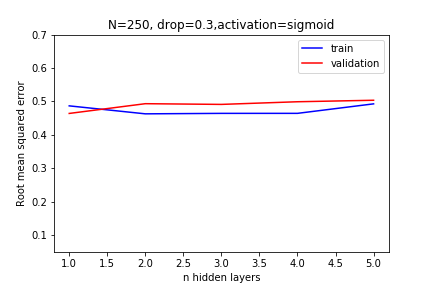 N=250, drop=0.3,activation=sigmoid
train
validation
Root mean squared error
0.7
0.6
0.5
0.4
0.3
0.2
0.1
1.0 1.5 2.0 2.5 3.0 3.5 4.0 4.5 5.0
n hidden layers